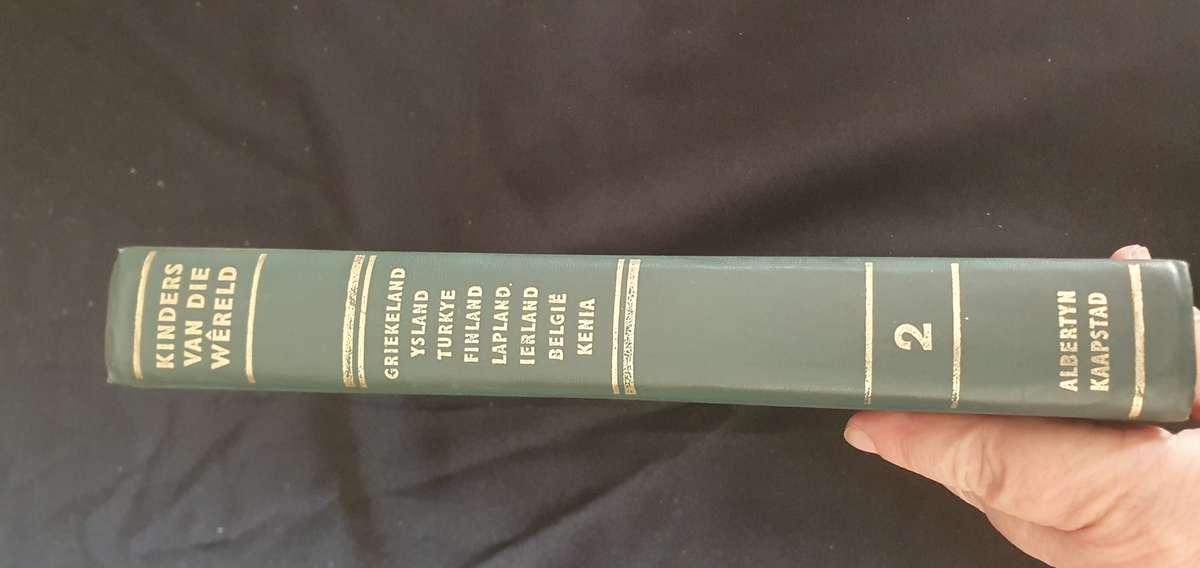 KINDERS
VAN DIE
WÊRELD
GRIEKELAND
YSLAND
TURKYE
FINLAND
LAPLAND
IERLAND
BELGIË
KENIA
2
ALBERTYN
KAAPSTAD